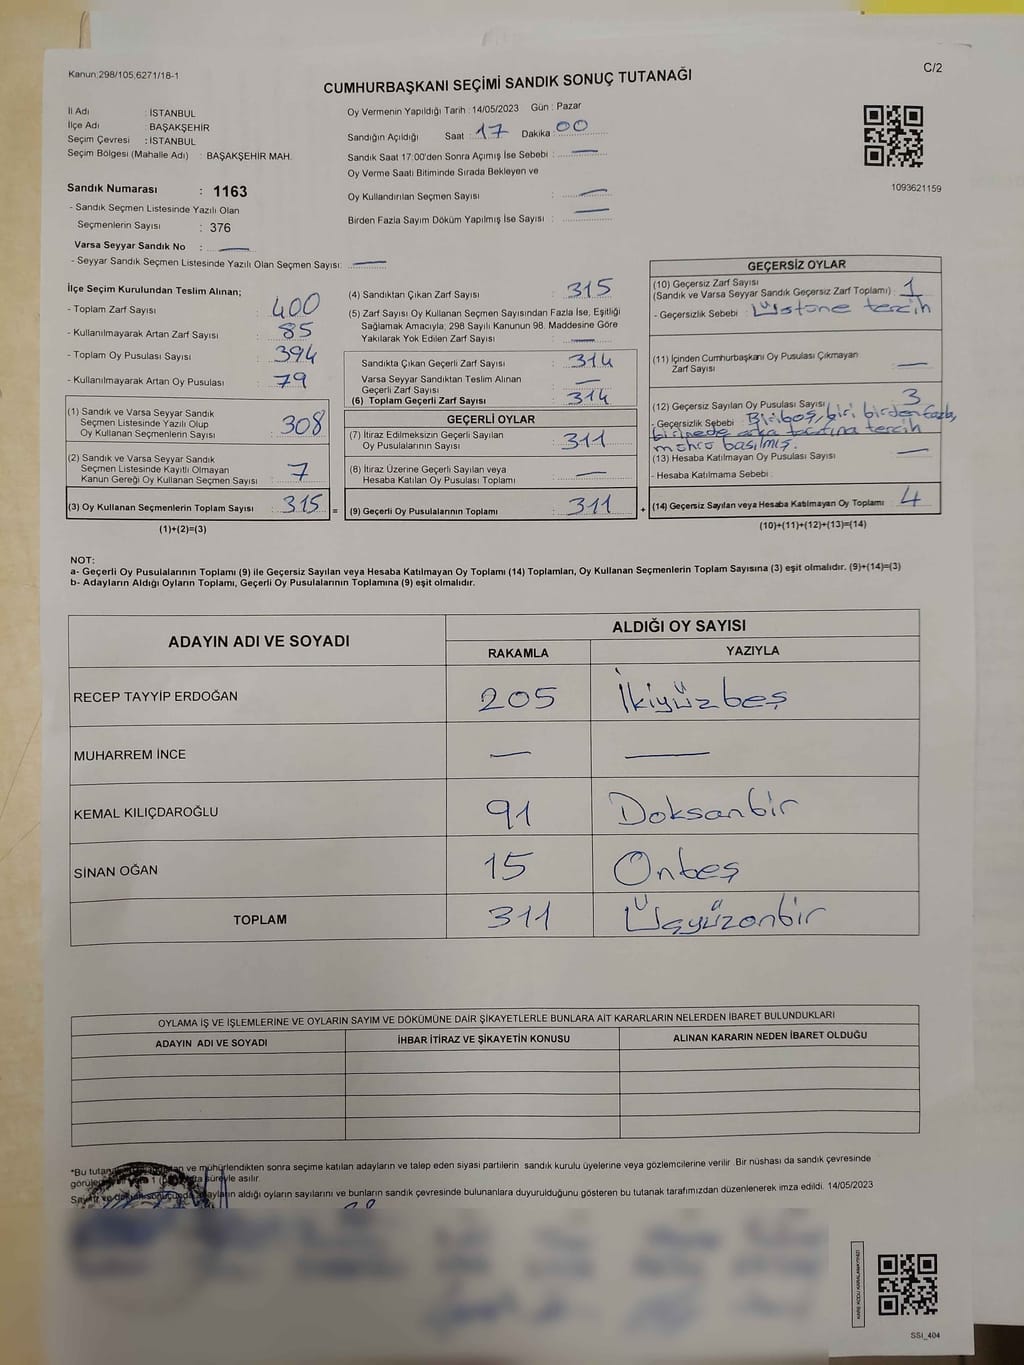 Kanun:298/105,6271/18-1
C/2
CUMHURBAŞKANI SEÇİMİ SANDIK SONUÇ TUTANAĞI
İl Adı : İSTANBUL
İlçe Adı BAŞAKŞEHİR
Seçim Çevresi : İSTANBUL
Seçim Bölgesi (Mahalle Adı) : BAŞAKŞEHİR MAH.
Sandık Numarası : 1163
- Sandık Seçmen Listesinde Yazılı Olan
Seçmenlerin Sayısı : 376
Varsa Seyyar Sandık No : —
- Seyyar Sandık Seçmen Listesinde Yazılı Olan Seçmen Sayısı: —
Oy Vermenin Yapıldığı Tarih : 14/05/2023 Gün : Pazar
Sandığın Açıldığı Saat : 17 Dakika : 00
Sandık Saat 17:00'den Sonra Açımış İse Sebebi : —
Oy Verme Saati Bitiminde Sırada Bekleyen ve
Oy Kullandırılan Seçmen Sayısı : —
Birden Fazla Sayım Döküm Yapılmış İse Sayısı : —
1093621159
İlçe Seçim Kurulundan Teslim Alınan;
- Toplam Zarf Sayısı : 400
- Kullanılmayarak Artan Zarf Sayısı : 85
- Toplam Oy Pusulası Sayısı : 394
- Kullanılmayarak Artan Oy Pusulası : 79
(1) Sandık ve Varsa Seyyar Sandık
Seçmen Listesinde Yazılı Olup
Oy Kullanan Seçmenlerin Sayısı : 308
(2) Sandık ve Varsa Seyyar Sandık
Seçmen Listesinde Kayıtlı Olmayan
Kanun Gereği Oy Kullanan Seçmen Sayısı : 7
(3) Oy Kullanan Seçmenlerin Toplam Sayısı : 315
(1)+(2)=(3)
(4) Sandıktan Çıkan Zarf Sayısı : 315
(5) Zarf Sayısı Oy Kullanan Seçmen Sayısından Fazla İse, Eşitliği
Sağlamak Amacıyla; 298 Sayılı Kanunun 98. Maddesine Göre
Yakılarak Yok Edilen Zarf Sayısı : —
Sandıkta Çıkan Geçerli Zarf Sayısı : 314
Varsa Seyyar Sandıktan Teslim Alınan
Geçerli Zarf Sayısı : —
(6) Toplam Geçerli Zarf Sayısı : 314
GEÇERLİ OYLAR
(7) İtiraz Edilmeksizin Geçerli Sayılan
Oy Pusulalarının Sayısı : 311
(8) İtiraz Üzerine Geçerli Sayılan veya
Hesaba Katılan Oy Pusulası Toplamı : —
= (9) Geçerli Oy Pusulalarının Toplamı : 311
GEÇERSİZ OYLAR
(10) Geçersiz Zarf Sayısı
(Sandık ve Varsa Seyyar Sandık Geçersiz Zarf Toplamı) : 1
- Geçersizlik Sebebi : Üstüne tercih
(11) İçinden Cumhurbaşkanı Oy Pusulası Çıkmayan
Zarf Sayısı : —
(12) Geçersiz Sayılan Oy Pusulası Sayısı : 3
- Geçersizlik Sebebi : Biri boş, biri birden fazla,
birinede arka tarafına tercih
mührü basılmış.
(13) Hesaba Katılmayan Oy Pusulası Sayısı : —
- Hesaba Katılmama Sebebi :
+ (14) Geçersiz Sayılan veya Hesaba Katılmayan Oy Toplamı : 4
(10)+(11)+(12)+(13)=(14)
NOT:
a- Geçerli Oy Pusulalarının Toplamı (9) ile Geçersiz Sayılan veya Hesaba Katılmayan Oy Toplamı (14) Toplamları, Oy Kullanan Seçmenlerin Toplam Sayısına (3) eşit olmalıdır. (9)+(14)=(3)
b- Adayların Aldığı Oyların Toplamı, Geçerli Oy Pusulalarının Toplamına (9) eşit olmalıdır.
ADAYIN ADI VE SOYADI
ALDIĞI OY SAYISI
RAKAMLA YAZIYLA
RECEP TAYYİP ERDOĞAN 205 İkiyüzbeş
MUHARREM İNCE — —
KEMAL KILIÇDAROĞLU 91 Doksanbir
SİNAN OĞAN 15 Onbeş
TOPLAM 311 Üçyüzonbir
OYLAMA İŞ VE İŞLEMLERİNE VE OYLARIN SAYIM VE DÖKÜMÜNE DAİR ŞİKAYETLERLE BUNLARA AİT KARARLARIN NELERDEN İBARET BULUNDUKLARI
ADAYIN ADI VE SOYADI İHBAR İTİRAZ VE ŞİKAYETİN KONUSU ALINAN KARARIN NEDEN İBARET OLDUĞU
*Bu ve mühürlendikten sonra seçime katılan adayların ve talep eden siyasi partilerin sandık kurulu üyelerine veya gözlemcilerine verilir. Bir nüshası da sandık çevresinde
1 süreyle asılır.
aldığı oyların sayılarını ve bunların sandık çevresinde bulunanlara duyurulduğunu gösteren bu tutanak tarafımızdan düzenlenerek imza edildi. 14/05/2023
SSİ_404